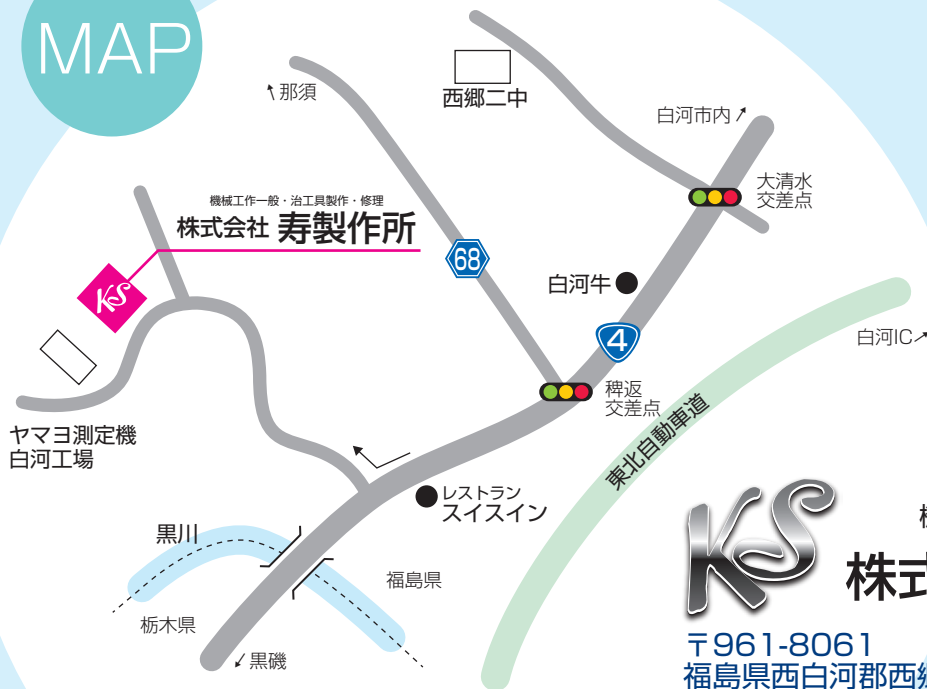 MAP
↖那須
西郷二中
白河市内↗
大清水
交差点
機械工作一般・治工具製作・修理
株式会社 寿製作所
KS
68
白河牛
4
白河IC↗
稗返
交差点
東北自動車道
ヤマヨ測定機
白河工場
レストラン
スイスイン
黒川
福島県
栃木県
↙黒磯
KS
株式
〒961-8061
福島県西白河郡西郷